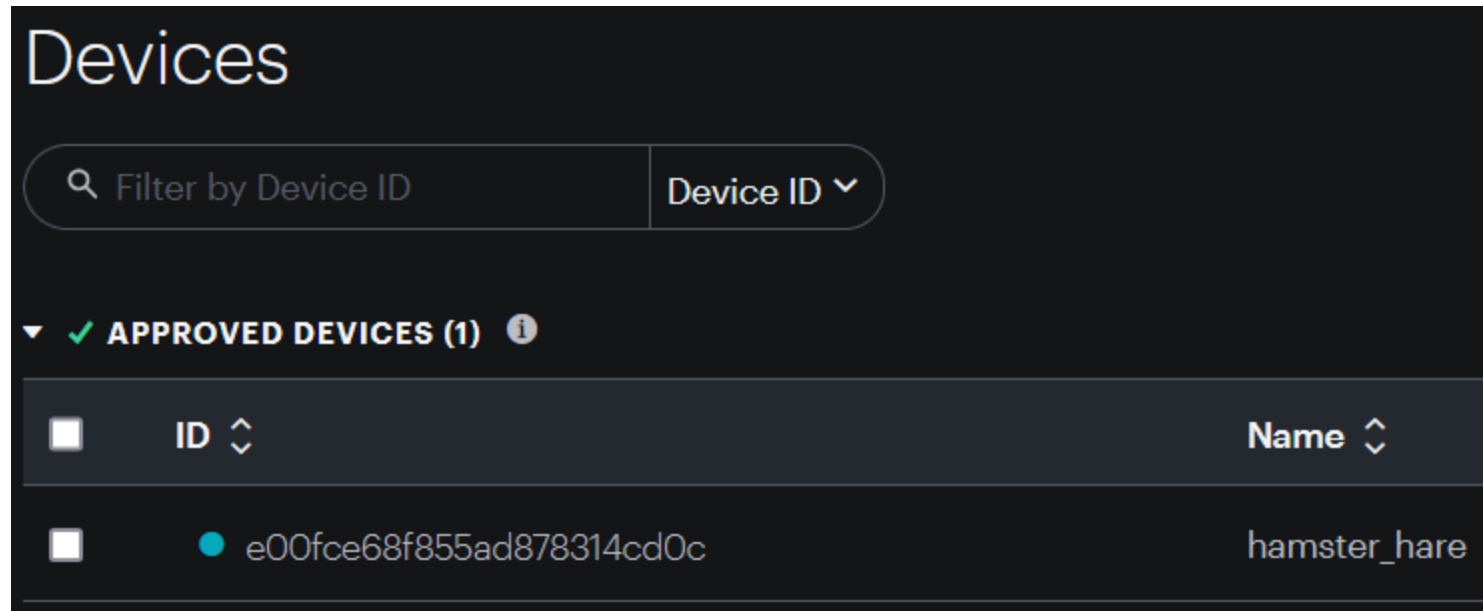 Devices
Filter by Device ID
Device ID
APPROVED DEVICES (1)
ID
Name
e00fce68f855ad878314cd0c
hamster_hare